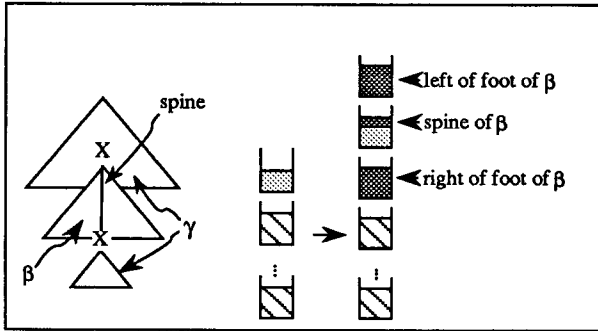 spine
X
γ
X
β
left of foot of β
spine of β
right of foot of β
⋮
⋮